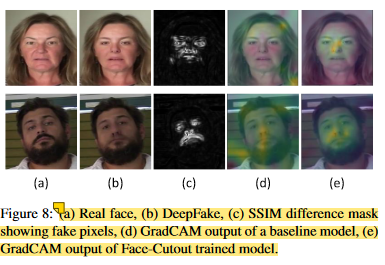 (a) (b) (c) (d) (e)
Figure 8: (a) Real face, (b) DeepFake, (c) SSIM difference mask
showing fake pixels, (d) GradCAM output of a baseline model, (e)
GradCAM output of Face-Cutout trained model.